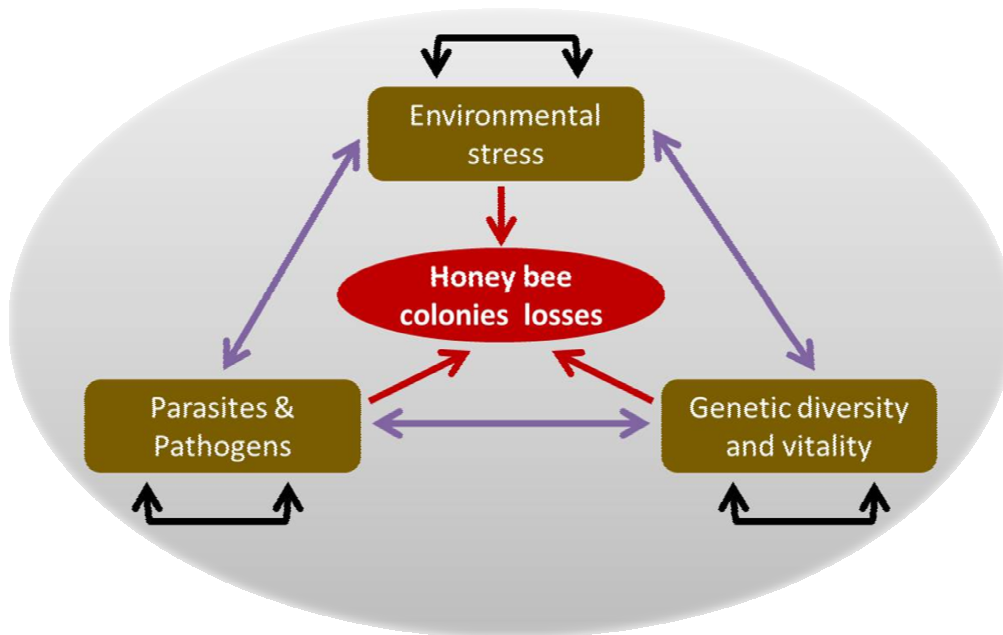 Environmental
stress
Honey bee
colonies losses
Parasites &
Pathogens
Genetic diversity
and vitality